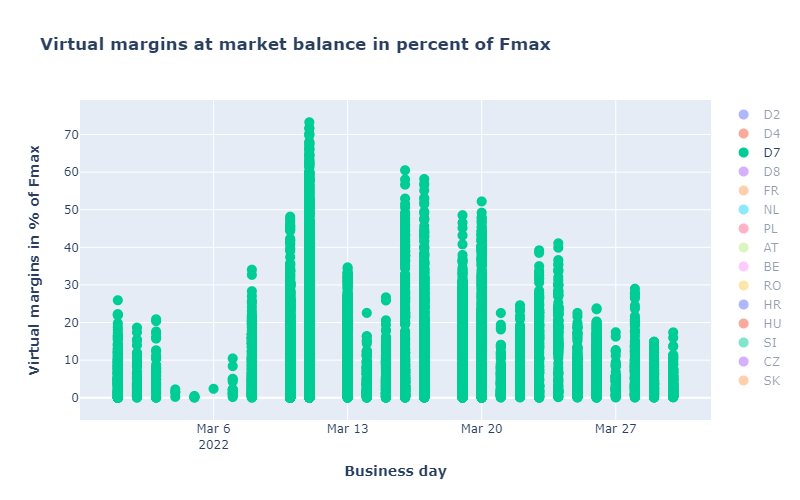 Virtual margins at market balance in percent of Fmax
Virtual margins in % of Fmax
70
60
50
40
30
20
10
0
Mar 6
2022
Mar 13
Mar 20
Mar 27
Business day
D2
D4
D7
D8
FR
NL
PL
AT
BE
RO
HR
HU
SI
CZ
SK